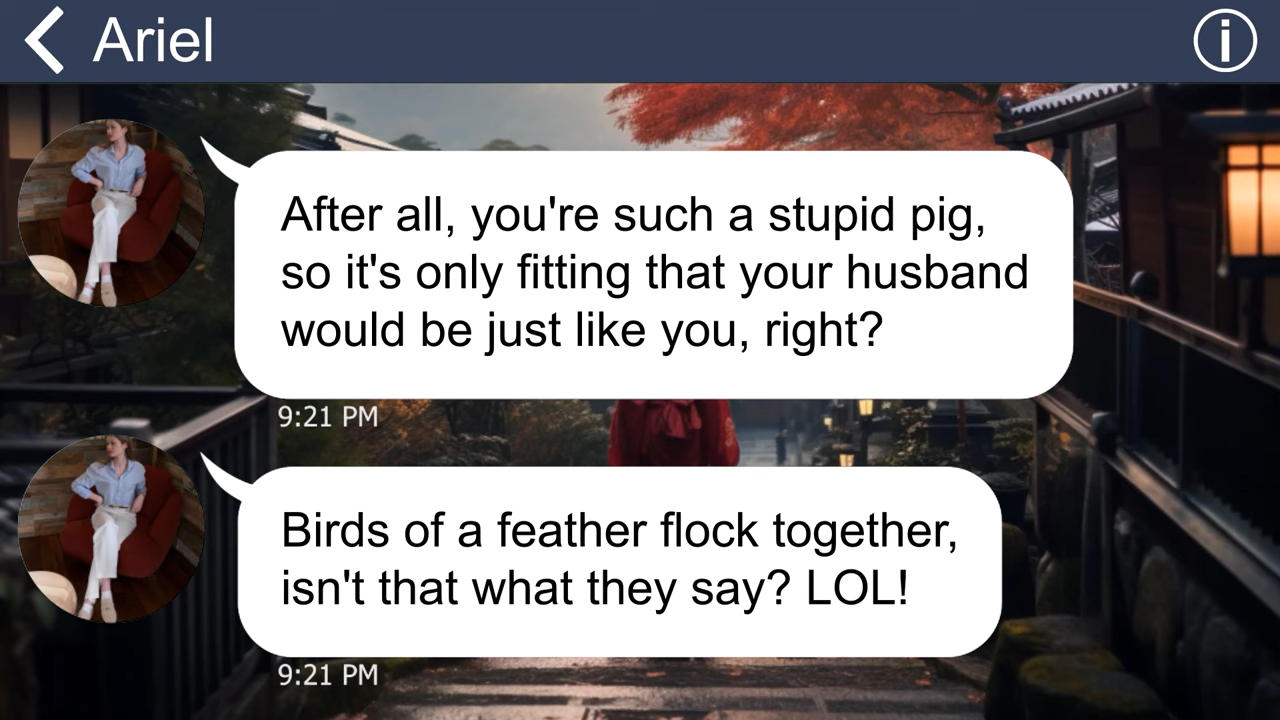 Ariel
After all, you're such a stupid pig,
so it's only fitting that your husband
would be just like you, right?
9:21 PM
Birds of a feather flock together,
isn't that what they say? LOL!
9:21 PM